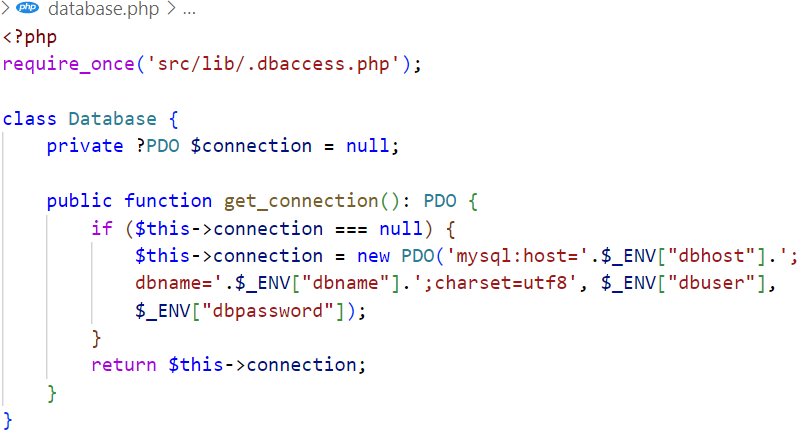 > php database.php > ...
<?php
require_once('src/lib/.dbaccess.php');
class Database {
private ?PDO $connection = null;
public function get_connection(): PDO {
if ($this->connection === null) {
$this->connection = new PDO('mysql:host='.$_ENV["dbhost"].';
dbname='.$_ENV["dbname"].';charset=utf8', $_ENV["dbuser"],
$_ENV["dbpassword"]);
}
return $this->connection;
}
}